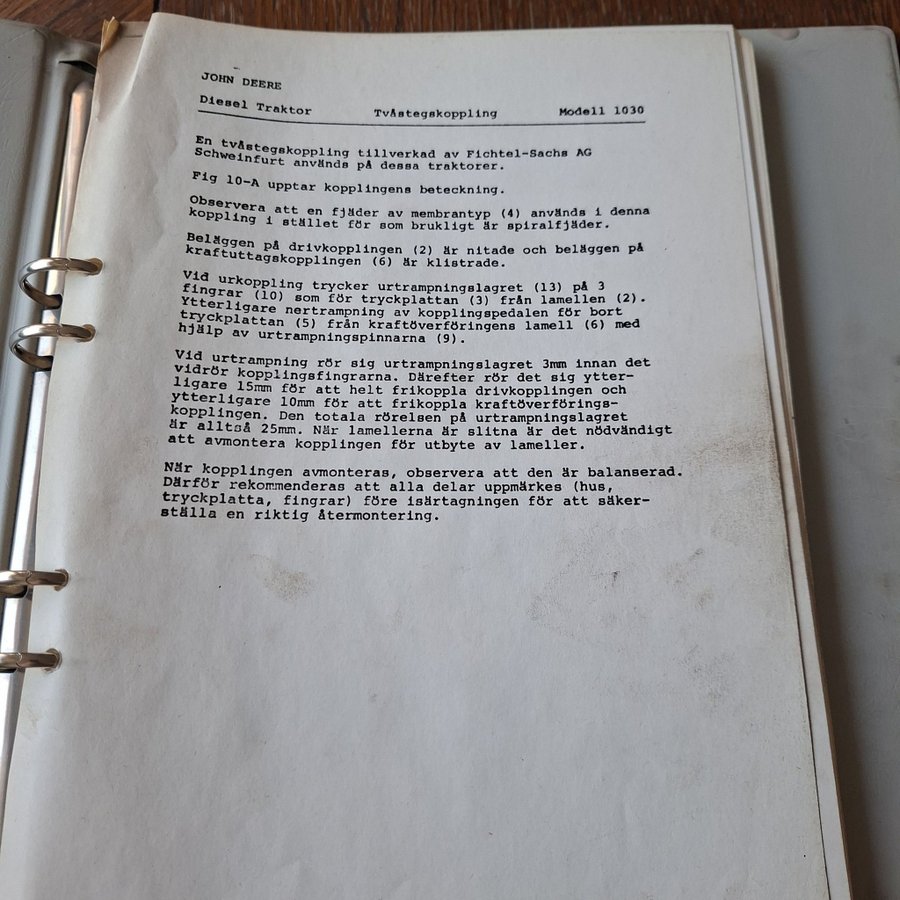 JOHN DEERE
Diesel Traktor Tvåstegskoppling Modell 1030
En tvåstegskoppling tillverkad av Fichtel-Sachs AG
Schweinfurt används på dessa traktorer.
Fig 10-A upptar kopplingens beteckning.
Observera att en fjäder av membrantyp (4) används i denna
koppling i stället för som brukligt är spiralfjäder.
Beläggen på drivkopplingen (2) är nitade och beläggen på
kraftuttagskopplingen (6) är klistrade.
Vid urkoppling trycker urtrampningslagret (13) på 3
fingrar (10) som för tryckplattan (3) från lamellen (2).
Ytterligare nertrampning av kopplingspedalen för bort
tryckplattan (5) från kraftöverföringens lamell (6) med
hjälp av urtrampningspinnarna (9).
Vid urtrampning rör sig urtrampningslagret 3mm innan det
vidrör kopplingsfingrarna. Därefter rör det sig ytter-
ligare 15mm för att helt frikoppla drivkopplingen och
ytterligare 10mm för att frikoppla kraftöverförings-
kopplingen. Den totala rörelsen på urtrampningslagret
är alltså 25mm. När lamellerna är slitna är det nödvändigt
att avmontera kopplingen för utbyte av lameller.
När kopplingen avmonteras, observera att den är balanserad.
Därför rekommenderas att alla delar uppmärkes (hus,
tryckplatta, fingrar) före isärtagningen för att säker-
ställa en riktig återmontering.